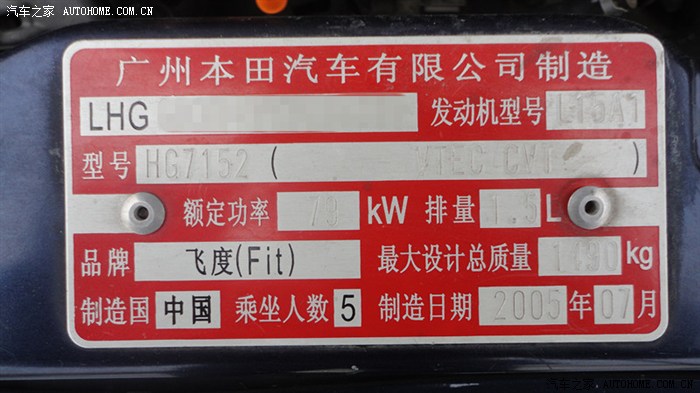 汽车之家 AUTOHOME.COM.CN
广州本田汽车有限公司制造
LHG 发动机型号 L15A1
型号 HG7152 ( VTEC CVT )
额定功率 79 kW 排量 1.5 L
品牌 飞度(Fit) 最大设计总质量 1490 kg
制造国 中国 乘坐人数 5 制造日期 2005 年 07 月
汽车之家 AUTOHOME.COM.CN